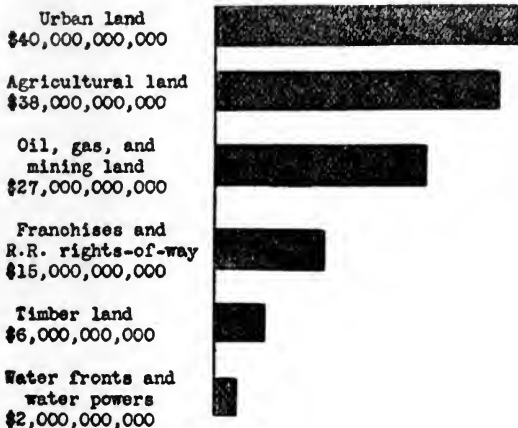 Urban land
$40,000,000,000
Agricultural land
$38,000,000,000
Oil, gas, and
mining land
$27,000,000,000
Franchises and
R.R. rights-of-way
$15,000,000,000
Timber land
$6,000,000,000
Water fronts and
water powers
$2,000,000,000